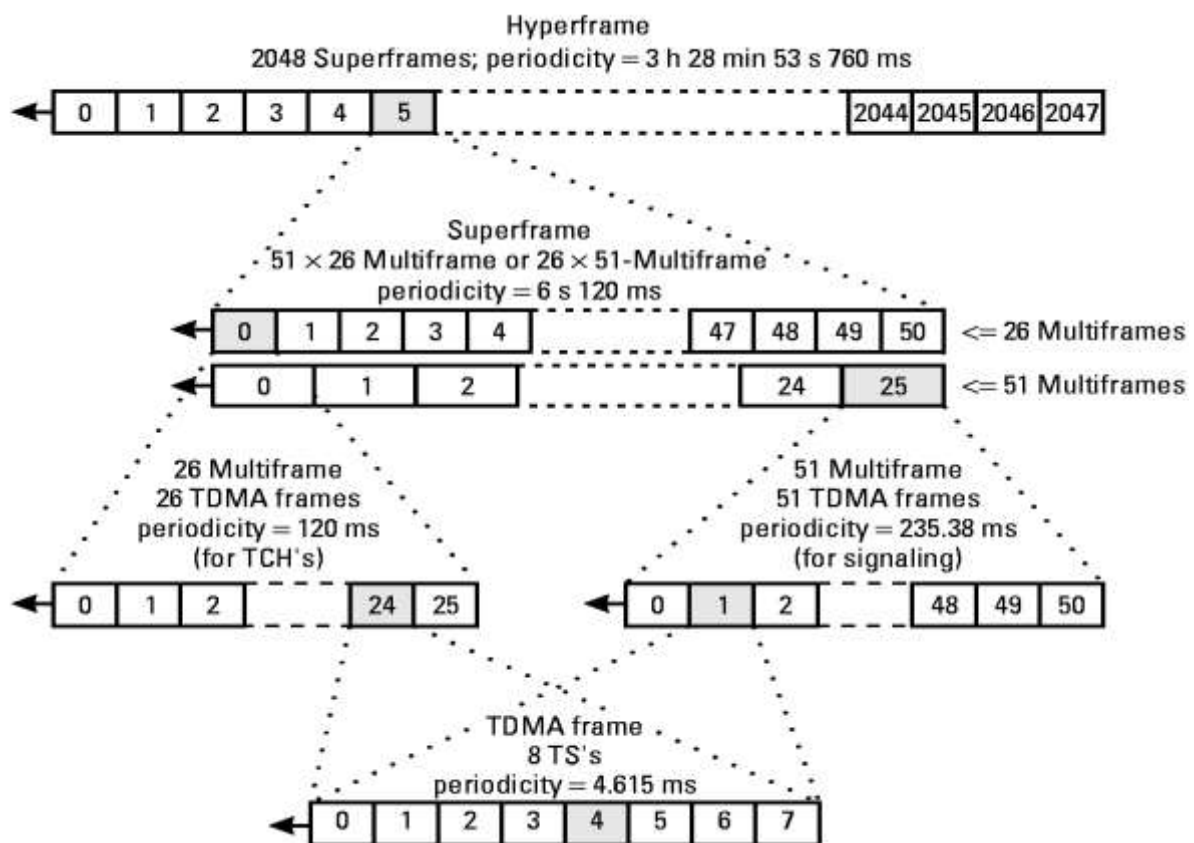 Hyperframe
2048 Superframes; periodicity = 3 h 28 min 53 s 760 ms
0 1 2 3 4 5 2044 2045 2046 2047
Superframe
51 × 26 Multiframe or 26 × 51-Multiframe
periodicity = 6 s 120 ms
0 1 2 3 4 47 48 49 50 <= 26 Multiframes
0 1 2 24 25 <= 51 Multiframes
26 Multiframe
26 TDMA frames
periodicity = 120 ms
(for TCH's)
51 Multiframe
51 TDMA frames
periodicity = 235.38 ms
(for signaling)
0 1 2 24 25
0 1 2 48 49 50
TDMA frame
8 TS's
periodicity = 4.615 ms
0 1 2 3 4 5 6 7